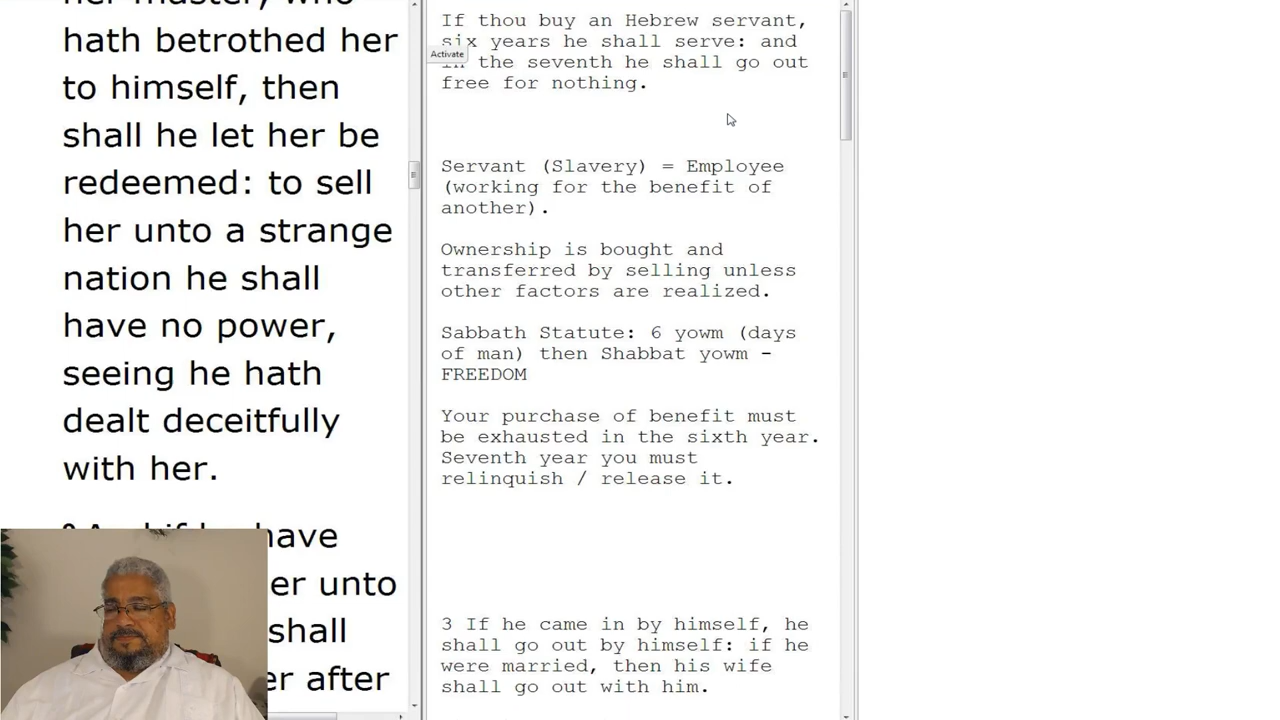 her master, who
hath betrothed her
to himself, then
shall he let her be
redeemed: to sell
her unto a strange
nation he shall
have no power,
seeing he hath
dealt deceitfully
with her.
have
er unto
shall
er after
If thou buy an Hebrew servant,
six years he shall serve: and
Activate
in the seventh he shall go out
free for nothing.
Servant (Slavery) = Employee
(working for the benefit of
another).
Ownership is bought and
transferred by selling unless
other factors are realized.
Sabbath Statute: 6 yowm (days
of man) then Shabbat yowm -
FREEDOM
Your purchase of benefit must
be exhausted in the sixth year.
Seventh year you must
relinquish / release it.
3 If he came in by himself, he
shall go out by himself: if he
were married, then his wife
shall go out with him.